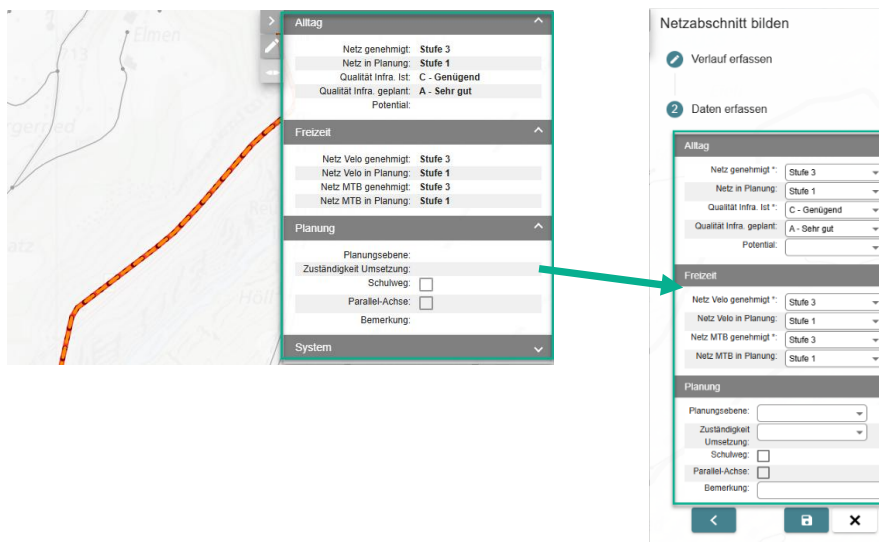 Elmen
213
Alltag
Netz genehmigt: Stufe 3
Netz in Planung: Stufe 1
Qualität Infra. Ist: C - Genügend
Qualität Infra. geplant: A - Sehr gut
Potential:
Freizeit
Netz Velo genehmigt: Stufe 3
Netz Velo in Planung: Stufe 1
Netz MTB genehmigt: Stufe 3
Netz MTB in Planung: Stufe 1
Planung
Planungsebene:
Zuständigkeit Umsetzung:
Schulweg:
Parallel-Achse:
Bemerkung:
System
Netzabschnitt bilden
Verlauf erfassen
2 Daten erfassen
Alltag
Netz genehmigt *: Stufe 3
Netz in Planung: Stufe 1
Qualität Infra. Ist *: C - Genügend
Qualität Infra. geplant: A - Sehr gut
Potential:
Freizeit
Netz Velo genehmigt *: Stufe 3
Netz Velo in Planung: Stufe 1
Netz MTB genehmigt *: Stufe 3
Netz MTB in Planung: Stufe 1
Planung
Planungsebene:
Zuständigkeit
Umsetzung:
Schulweg:
Parallel-Achse:
Bemerkung: